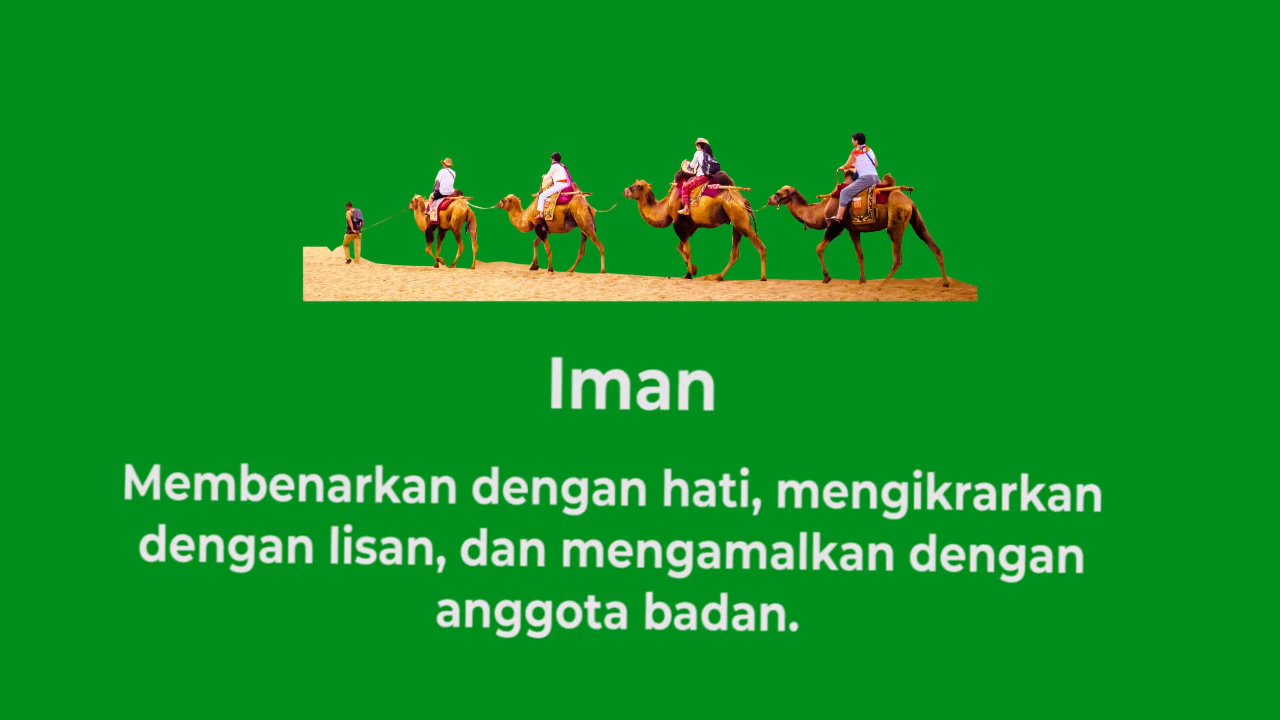 Iman
Membenarkan dengan hati, mengikrarkan
dengan lisan, dan mengamalkan dengan
anggota badan.